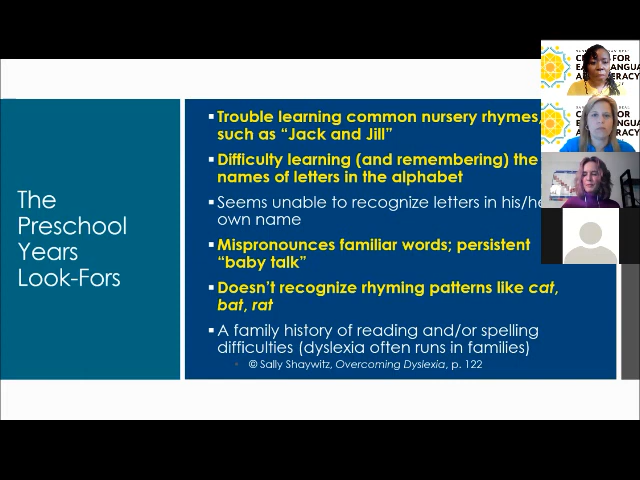 The
Preschool
Years
Look-Fors
Trouble learning common nursery rhymes,
such as “Jack and Jill”
Difficulty learning (and remembering) the
names of letters in the alphabet
Seems unable to recognize letters in his/he
own name
Mispronounces familiar words; persistent
“baby talk”
Doesn’t recognize rhyming patterns like cat,
bat, rat
A family history of reading and/or spelling
difficulties (dyslexia often runs in families)
© Sally Shaywitz, Overcoming Dyslexia, p. 122